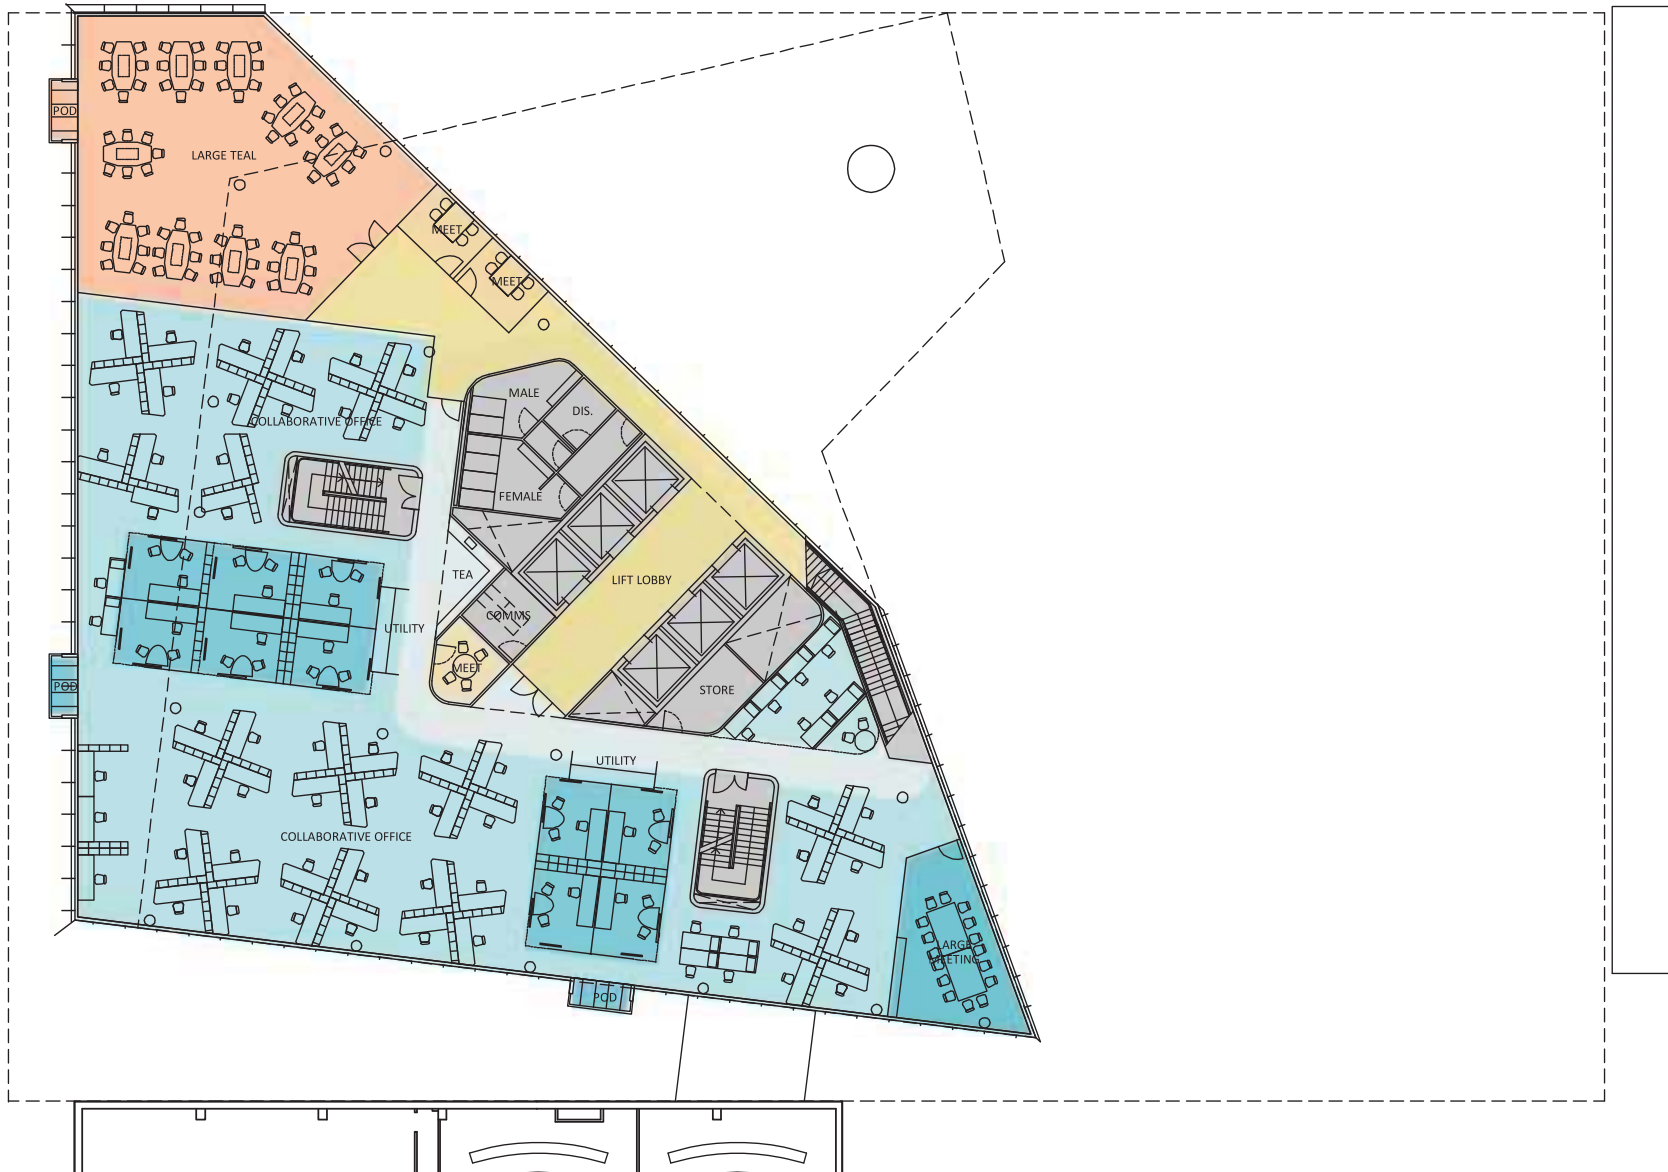 POD
LARGE TEAL
MEET
MEET
MALE
DIS.
COLLABORATIVE OFFICE
FEMALE
TEA
LIFT LOBBY
COMMS
UTILITY
MEET
POD
STORE
UTILITY
COLLABORATIVE OFFICE
LARGE
MEETING
POD